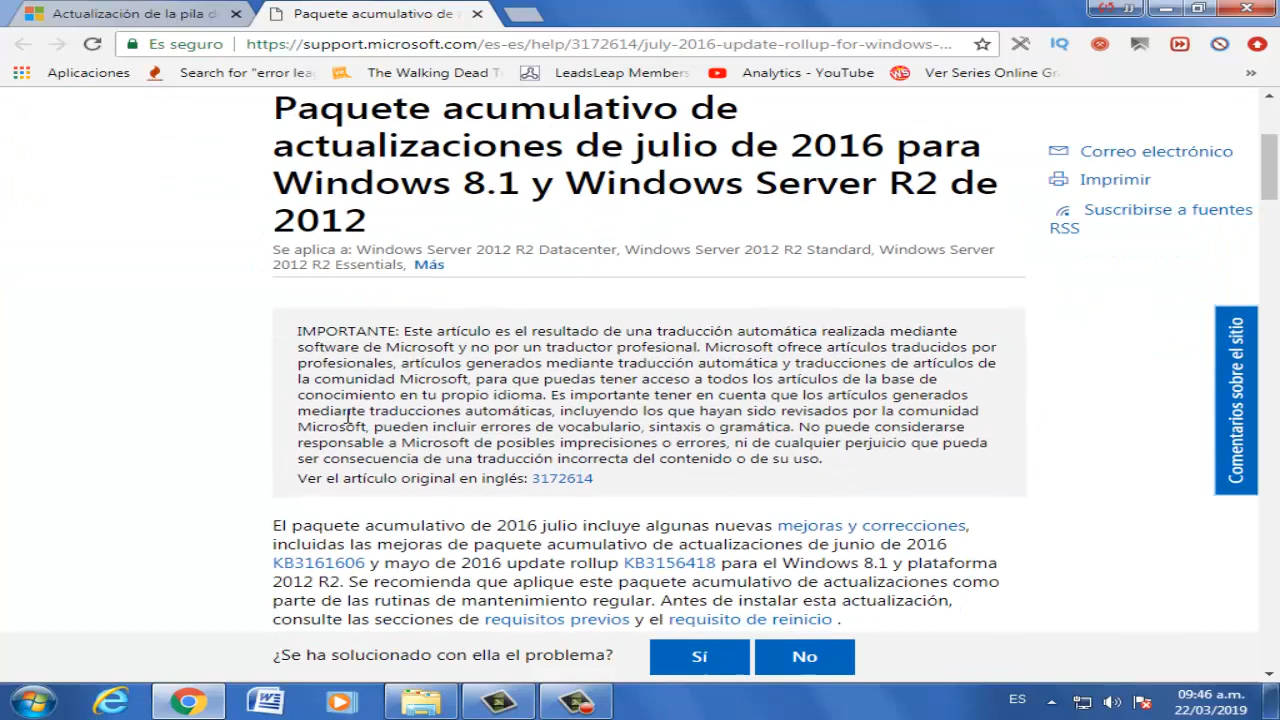 Actualización de la pila d
Paquete acumulativo de
Es seguro
https://support.microsoft.com/es-es/help/3172614/july-2016-update-rollup-for-windows-...
IQ
Aplicaciones
Search for "error lea
The Walking Dead T
LeadsLeap Members
Analytics - YouTube
Ver Series Online Gr
»
Paquete acumulativo de
actualizaciones de julio de 2016 para
Windows 8.1 y Windows Server R2 de
2012
Se aplica a: Windows Server 2012 R2 Datacenter, Windows Server 2012 R2 Standard, Windows Server
2012 R2 Essentials, Más
Correo electrónico
Imprimir
Suscribirse a fuentes
RSS
Comentarios sobre el sitio
IMPORTANTE: Este artículo es el resultado de una traducción automática realizada mediante
software de Microsoft y no por un traductor profesional. Microsoft ofrece artículos traducidos por
profesionales, artículos generados mediante traducción automática y traducciones de artículos de
la comunidad Microsoft, para que puedas tener acceso a todos los artículos de la base de
conocimiento en tu propio idioma. Es importante tener en cuenta que los artículos generados
mediante traducciones automáticas, incluyendo los que hayan sido revisados por la comunidad
Microsoft, pueden incluir errores de vocabulario, sintaxis o gramática. No puede considerarse
responsable a Microsoft de posibles imprecisiones o errores, ni de cualquier perjuicio que pueda
ser consecuencia de una traducción incorrecta del contenido o de su uso.
Ver el artículo original en inglés: 3172614
El paquete acumulativo de 2016 julio incluye algunas nuevas mejoras y correcciones,
incluidas las mejoras de paquete acumulativo de actualizaciones de junio de 2016
KB3161606 y mayo de 2016 update rollup KB3156418 para el Windows 8.1 y plataforma
2012 R2. Se recomienda que aplique este paquete acumulativo de actualizaciones como
parte de las rutinas de mantenimiento regular. Antes de instalar esta actualización,
consulte las secciones de requisitos previos y el requisito de reinicio .
¿Se ha solucionado con ella el problema?
Sí
No
ES
09:46 a.m.
22/03/2019